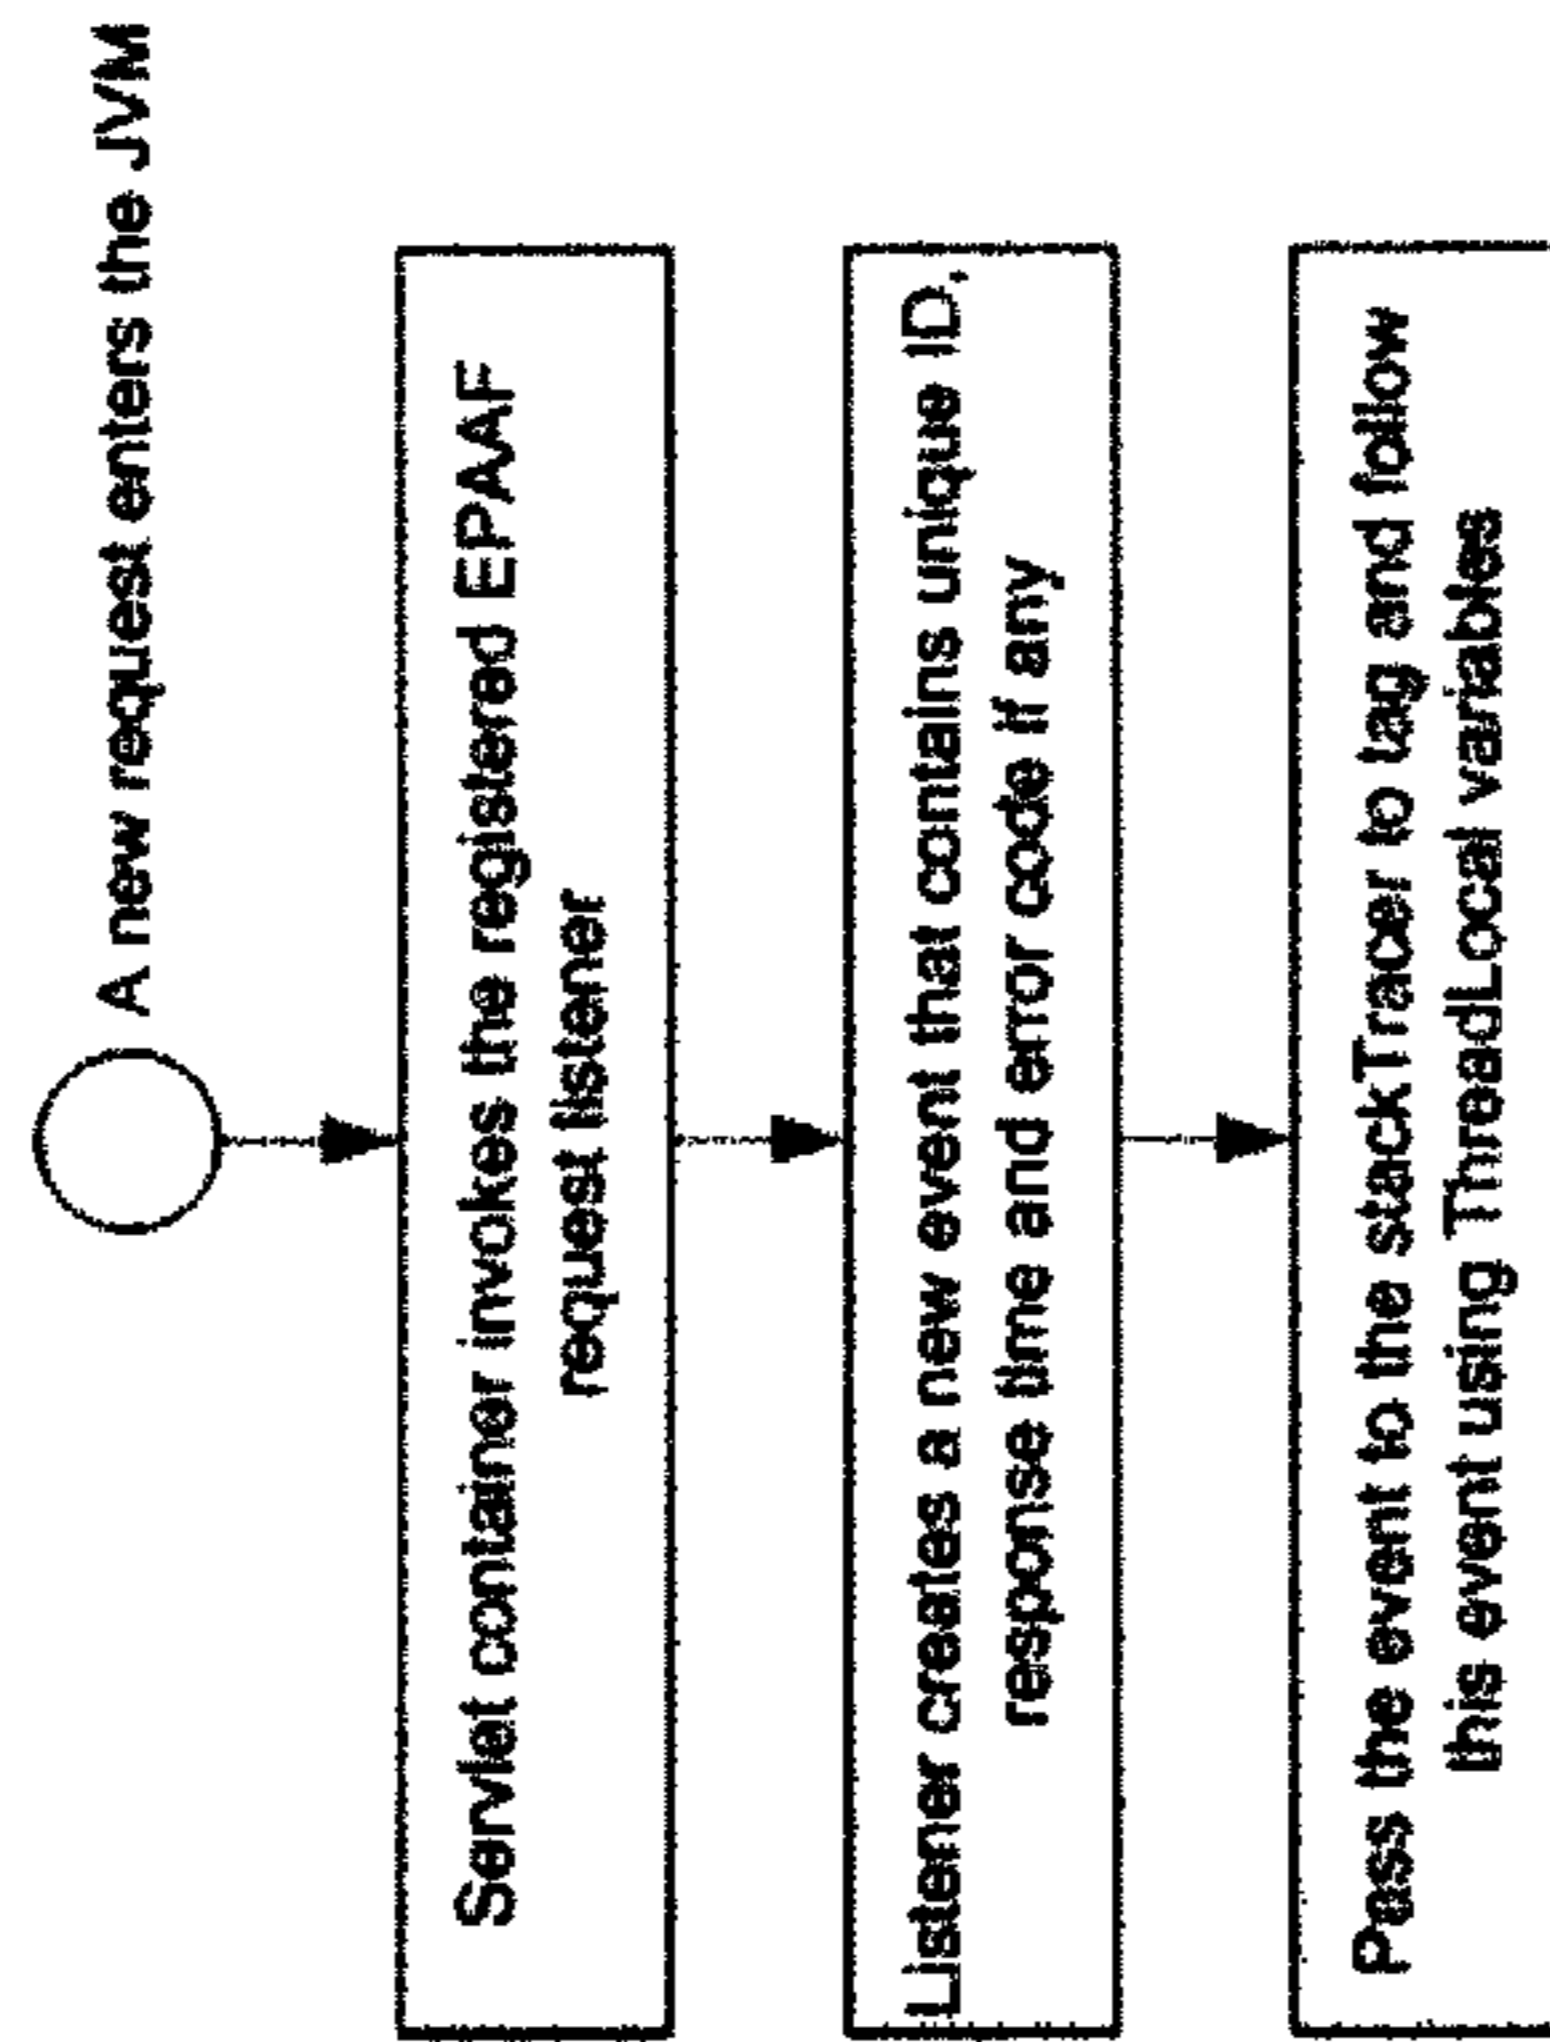 A new request enters the JVM
Servlet container invokes the registered EPAAF
request listener
Listener creates a new event that contains unique ID,
response time and error code if any
Pass the event to the stackTracer to tag and follow
this event using ThreadLocal variables